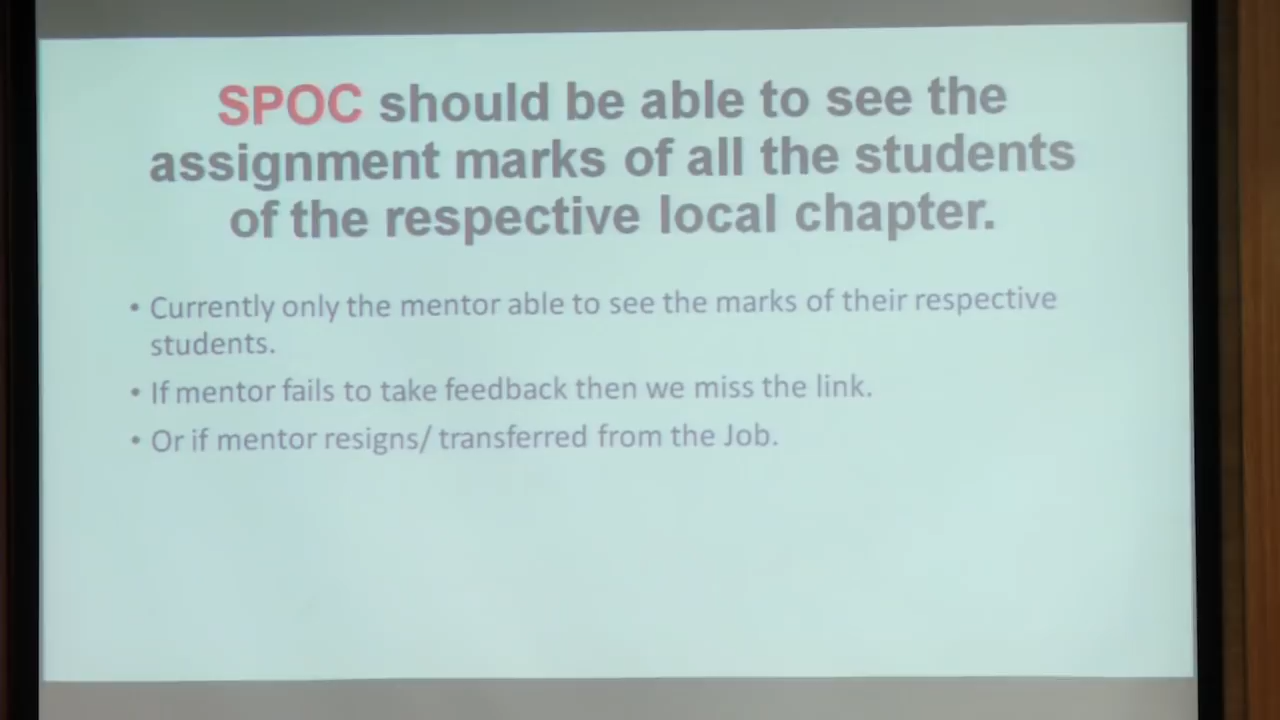 SPOC should be able to see the
assignment marks of all the students
of the respective local chapter.
• Currently only the mentor able to see the marks of their respective
students.
• If mentor fails to take feedback then we miss the link.
• Or if mentor resigns/ transferred from the Job.